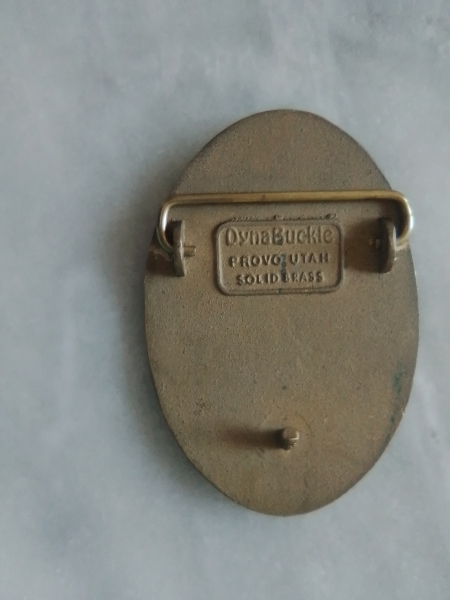 DynaBuckle
PROVO, UTAH
SOLID BRASS